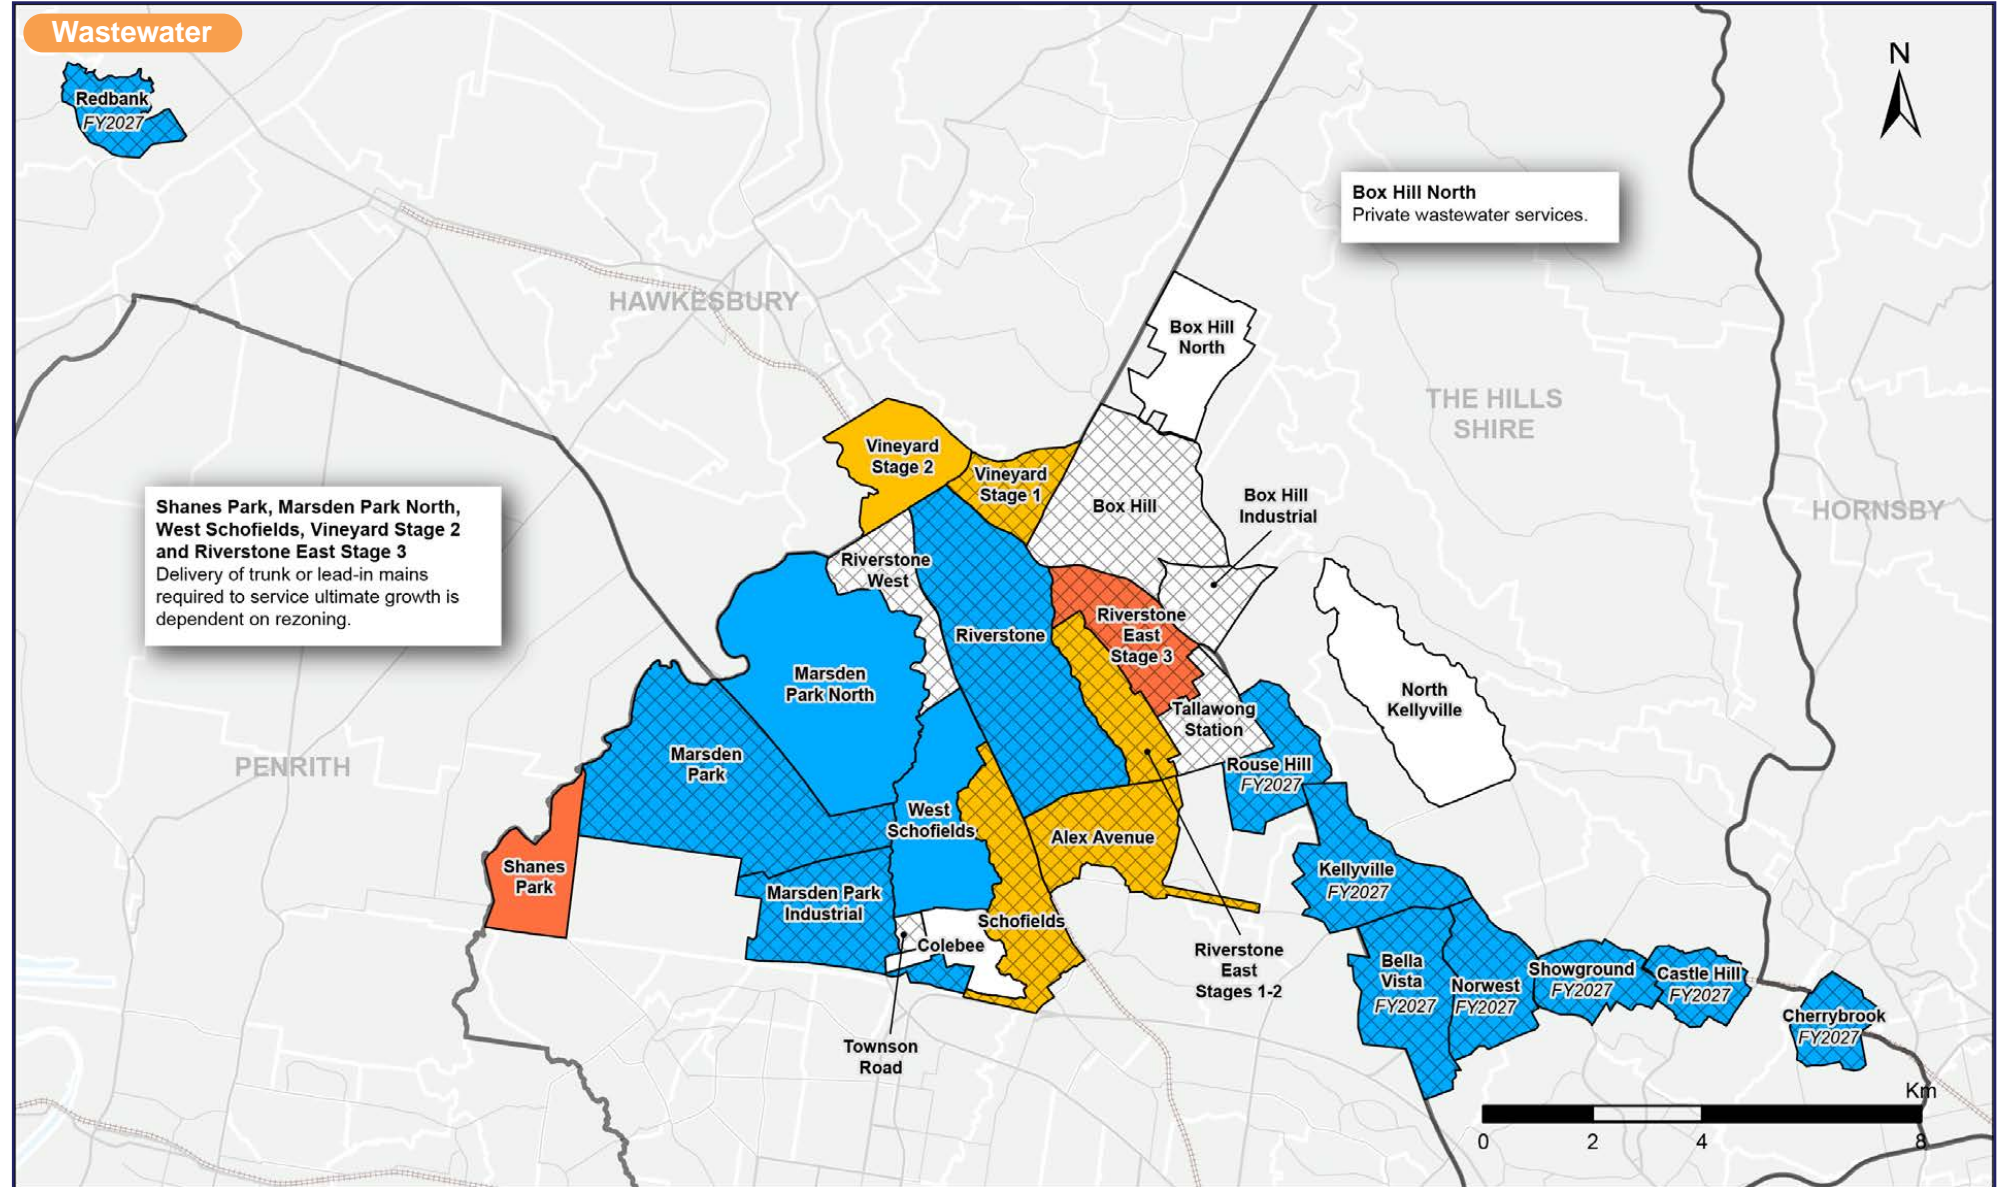 Wastewater
N
Redbank
FY2027
Box Hill North
Private wastewater services.
HAWKESBURY
Box Hill
North
THE HILLS
SHIRE
Vineyard
Stage 2
Vineyard
Stage 1
Box Hill
Box Hill
Industrial
HORNSBY
Shanes Park, Marsden Park North,
West Schofields, Vineyard Stage 2
and Riverstone East Stage 3
Delivery of trunk or lead-in mains
required to service ultimate growth is
dependent on rezoning.
Riverstone
West
Riverstone
Riverstone
East
Stage 3
Marsden
Park North
North
Kellyville
Tallawong
Station
PENRITH
Marsden
Park
Rouse Hill
FY2027
West
Schofields
Alex Avenue
Shanes
Park
Kellyville
FY2027
Marsden Park
Industrial
Schofields
Colebee
Riverstone
East
Stages 1-2
Bella
Vista
FY2027
Norwest
FY2027
Showground
FY2027
Castle Hill
FY2027
Cherrybrook
FY2027
Townson
Road
Km
0 2 4 8